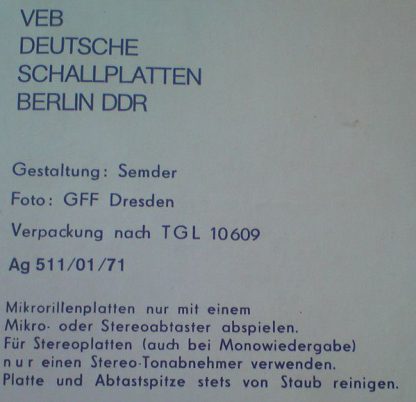 VEB
DEUTSCHE
SCHALLPLATTEN
BERLIN DDR
Gestaltung: Semder
Foto: GFF Dresden
Verpackung nach TGL 10609
Ag 511/01/71
Mikrorillenplatten nur mit einem
Mikro- oder Stereoabtaster abspielen.
Für Stereoplatten (auch bei Monowiedergabe)
nur einen Stereo-Tonabnehmer verwenden.
Platte und Abtastspitze stets von Staub reinigen.